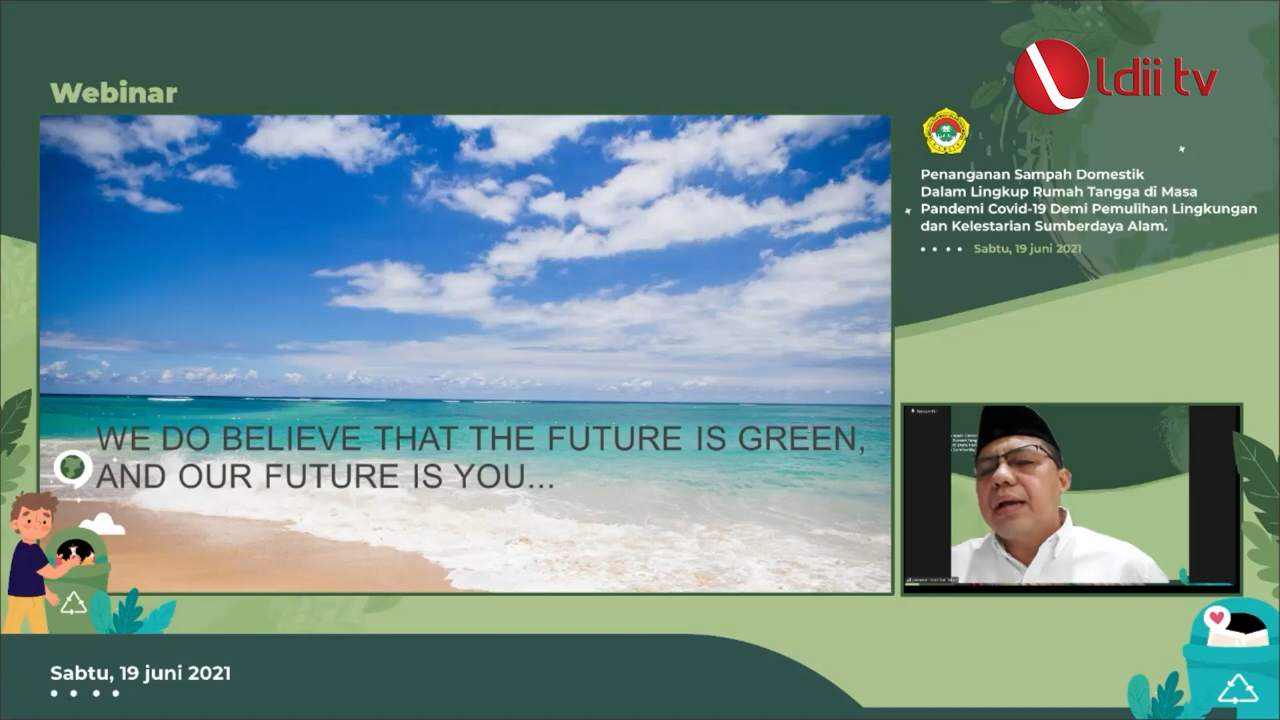 Webinar
ldii tv
Penanganan Sampah Domestik
Dalam Lingkup Rumah Tangga di Masa
Pandemi Covid-19 Demi Pemulihan Lingkungan
dan Kelestarian Sumberdaya Alam.
Sabtu, 19 juni 2021
WE DO BELIEVE THAT THE FUTURE IS GREEN,
AND OUR FUTURE IS YOU...
Sabtu, 19 juni 2021